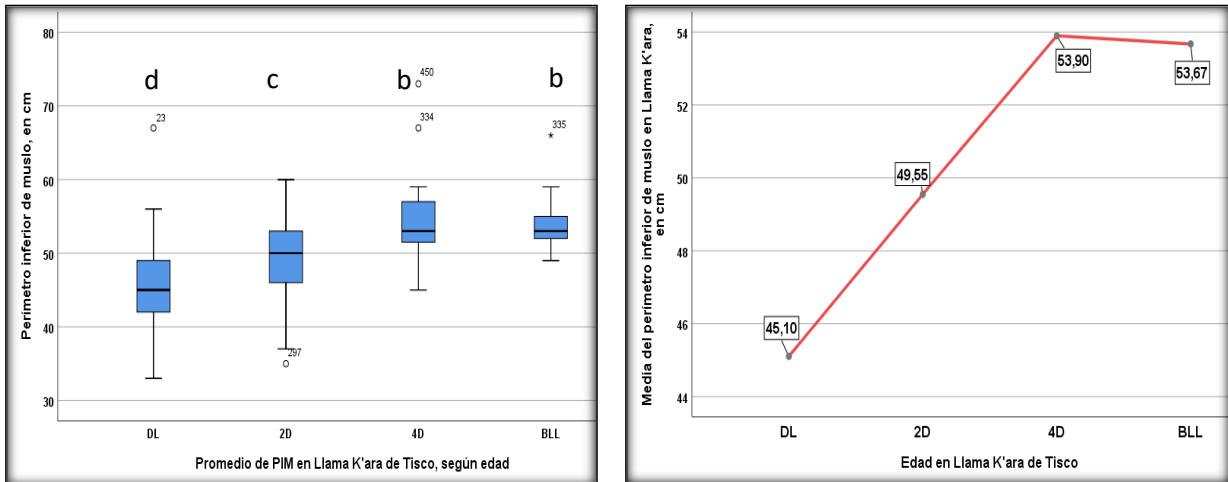 Perímetro inferior de muslo, en cm
80
70
60
50
40
30
d
c
b
b
23
297
450
334
335
DL
2D
4D
BLL
Promedio de PIM en Llama K'ara de Tisco, según edad
Media del perímetro inferior de muslo en Llama K'ara,
en cm
54
52
50
48
46
44
45,10
49,55
53,90
53,67
DL
2D
4D
BLL
Edad en Llama K'ara de Tisco